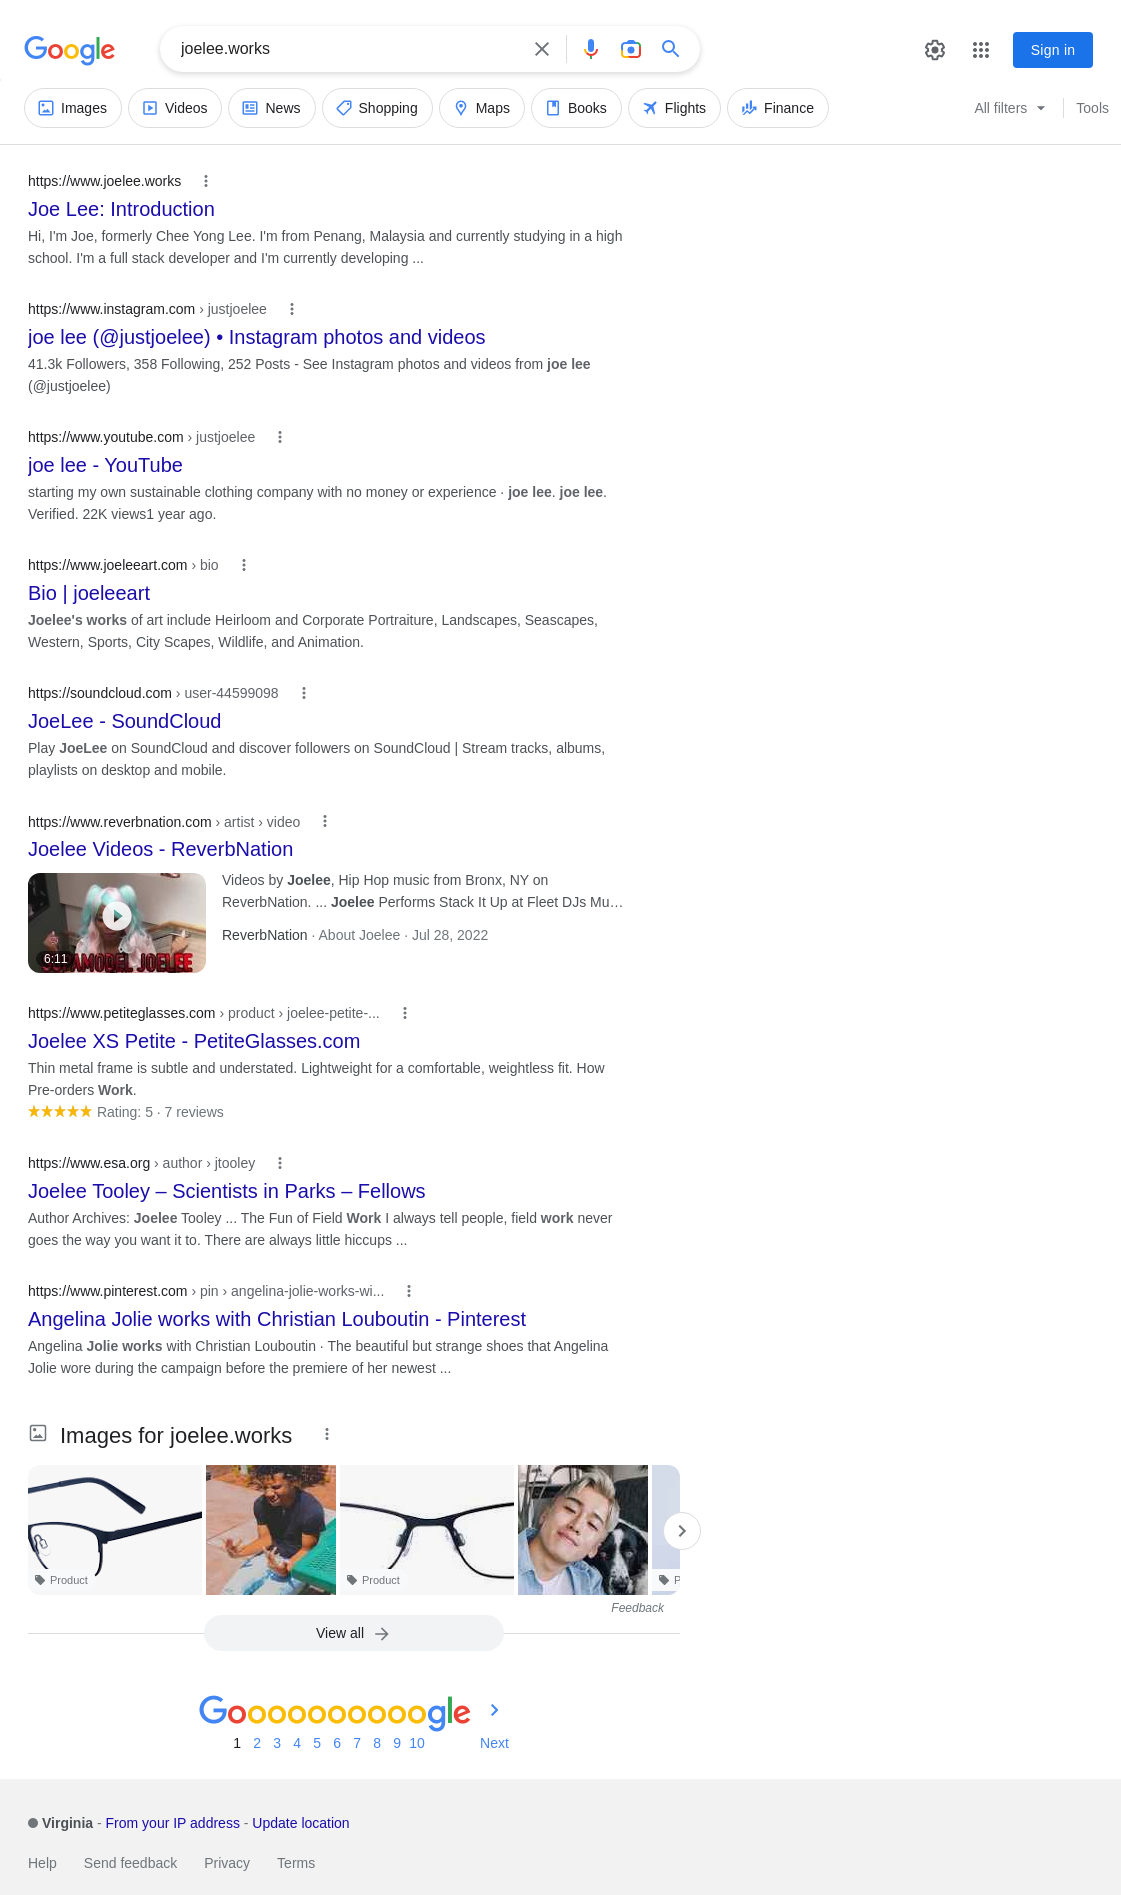 Google
joelee.works
Sign in
Images
Videos
News
Shopping
Maps
Books
Flights
Finance
All filters
Tools
https://www.joelee.works
Joe Lee: Introduction
Hi, I'm Joe, formerly Chee Yong Lee. I'm from Penang, Malaysia and currently studying in a high
school. I'm a full stack developer and I'm currently developing ...
https://www.instagram.com › justjoelee
joe lee (@justjoelee) • Instagram photos and videos
41.3k Followers, 358 Following, 252 Posts - See Instagram photos and videos from joe lee
(@justjoelee)
https://www.youtube.com › justjoelee
joe lee - YouTube
starting my own sustainable clothing company with no money or experience · joe lee. joe lee.
Verified. 22K views1 year ago.
https://www.joeleeart.com › bio
Bio | joeleeart
Joelee's works of art include Heirloom and Corporate Portraiture, Landscapes, Seascapes,
Western, Sports, City Scapes, Wildlife, and Animation.
https://soundcloud.com › user-44599098
JoeLee - SoundCloud
Play JoeLee on SoundCloud and discover followers on SoundCloud | Stream tracks, albums,
playlists on desktop and mobile.
https://www.reverbnation.com › artist › video
Joelee Videos - ReverbNation
Videos by Joelee, Hip Hop music from Bronx, NY on
ReverbNation. ... Joelee Performs Stack It Up at Fleet DJs Mu…
ReverbNation · About Joelee · Jul 28, 2022
6:11
JOELEE
https://www.petiteglasses.com › product › joelee-petite-...
Joelee XS Petite - PetiteGlasses.com
Thin metal frame is subtle and understated. Lightweight for a comfortable, weightless fit. How
Pre-orders Work.
Rating: 5 · 7 reviews
https://www.esa.org › author › jtooley
Joelee Tooley – Scientists in Parks – Fellows
Author Archives: Joelee Tooley ... The Fun of Field Work I always tell people, field work never
goes the way you want it to. There are always little hiccups ...
https://www.pinterest.com › pin › angelina-jolie-works-wi...
Angelina Jolie works with Christian Louboutin - Pinterest
Angelina Jolie works with Christian Louboutin · The beautiful but strange shoes that Angelina
Jolie wore during the campaign before the premiere of her newest ...
Images for joelee.works
Product
Product
P
Feedback
View all
Goooooooooogle
1 2 3 4 5 6 7 8 9 10 Next
Virginia - From your IP address - Update location
Help Send feedback Privacy Terms